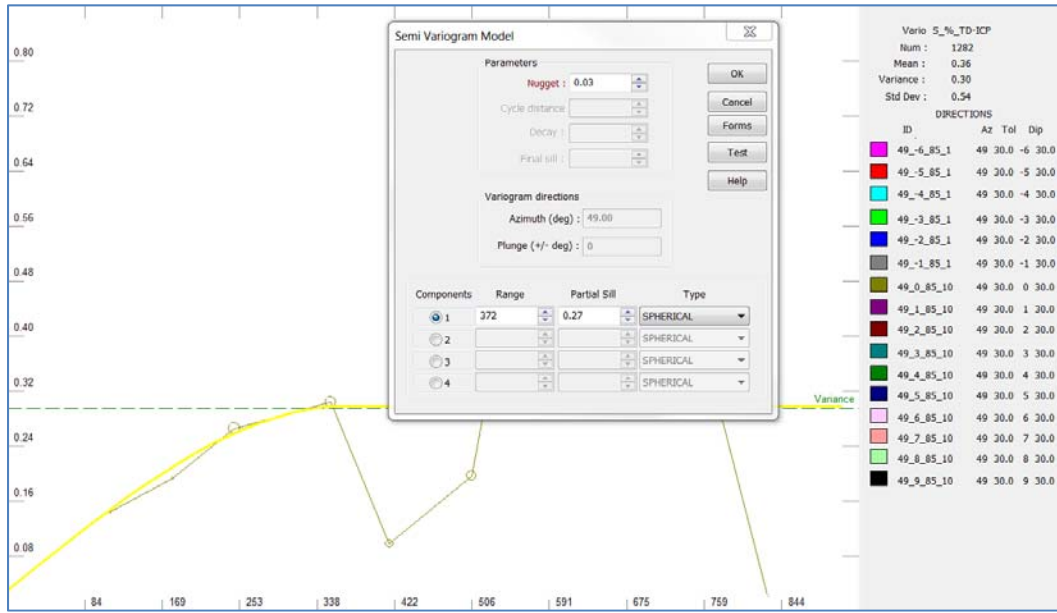 0.80
0.72
0.64
0.56
0.48
0.40
0.32
0.24
0.16
0.08
84 169 253 338 422 506 591 675 759 844
Variance
Semi Variogram Model
Parameters
Nugget : 0.03
Cycle distance
Decay :
Final sill :
Variogram directions
Azimuth (deg) : 49.00
Plunge (+/- deg) : 0
Components Range Partial Sill Type
1 372 0.27 SPHERICAL
2 SPHERICAL
3 SPHERICAL
4 SPHERICAL
OK
Cancel
Forms
Test
Help
Vario S_%_TD-ICP
Num : 1282
Mean : 0.36
Variance : 0.30
Std Dev : 0.54
DIRECTIONS
ID Az Tol Dip
49_-6_85_1 49 30.0 -6 30.0
49_-5_85_1 49 30.0 -5 30.0
49_-4_85_1 49 30.0 -4 30.0
49_-3_85_1 49 30.0 -3 30.0
49_-2_85_1 49 30.0 -2 30.0
49_-1_85_1 49 30.0 -1 30.0
49_0_85_10 49 30.0 0 30.0
49_1_85_10 49 30.0 1 30.0
49_2_85_10 49 30.0 2 30.0
49_3_85_10 49 30.0 3 30.0
49_4_85_10 49 30.0 4 30.0
49_5_85_10 49 30.0 5 30.0
49_6_85_10 49 30.0 6 30.0
49_7_85_10 49 30.0 7 30.0
49_8_85_10 49 30.0 8 30.0
49_9_85_10 49 30.0 9 30.0